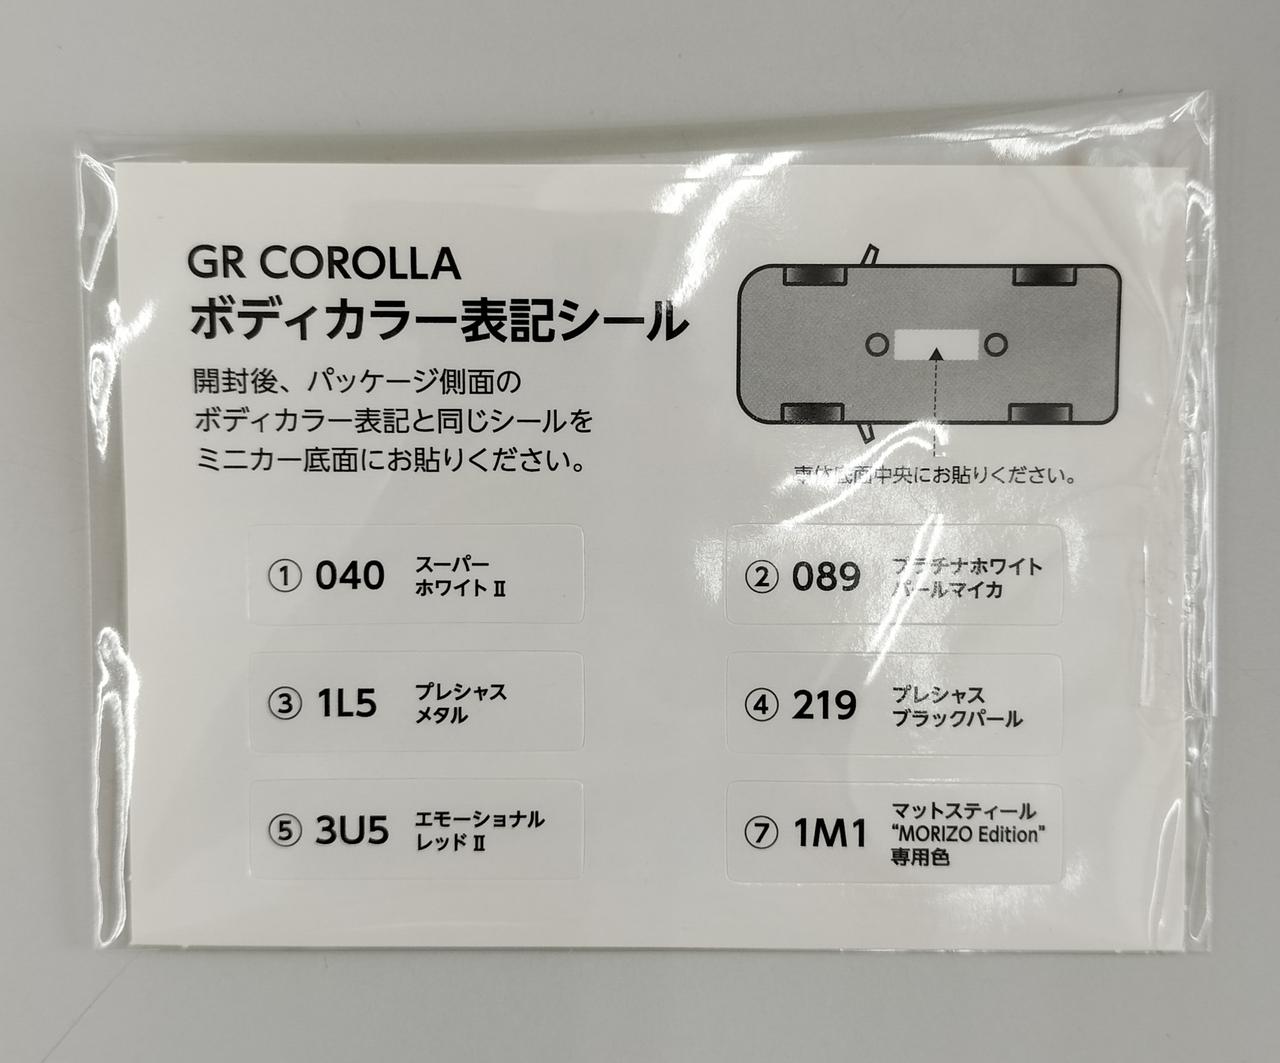 GR COROLLA
ボディカラー表記シール
開封後、パッケージ側面の
ボディカラー表記と同じシールを
ミニカー底面にお貼りください。
車体底面中央にお貼りください。
① 040 スーパー
ホワイトⅡ
② 089 プラチナホワイト
パールマイカ
③ 1L5 プレシャス
メタル
④ 219 プレシャス
ブラックパール
⑤ 3U5 エモーショナル
レッドⅡ
⑦ 1M1 マットスティール
“MORIZO Edition”
専用色